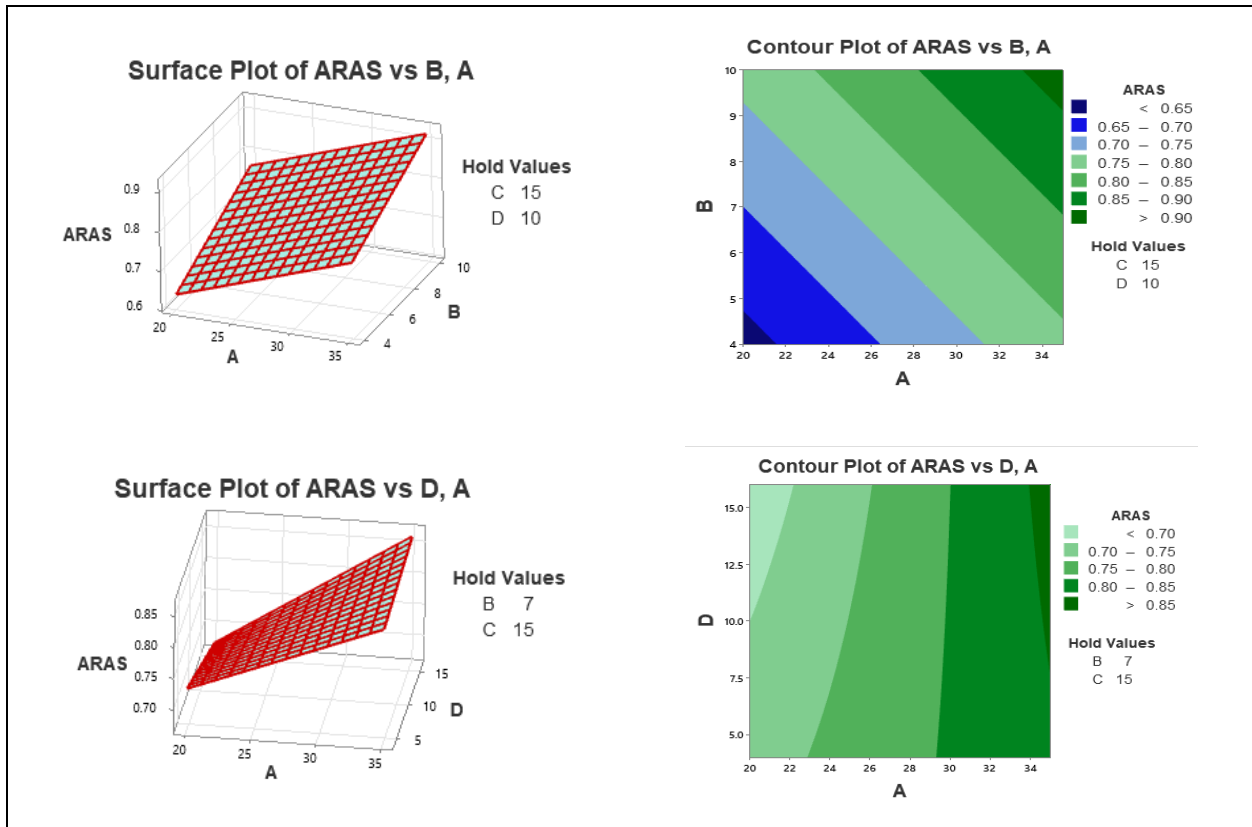 Surface Plot of ARAS vs B, A
0.9
0.8
0.7
0.6
ARAS
20
25
30
35
A
4
6
8
10
B
Hold Values
C 15
D 10
Contour Plot of ARAS vs B, A
10
9
8
7
6
5
4
B
20 22 24 26 28 30 32 34
A
ARAS
< 0.65
0.65 – 0.70
0.70 – 0.75
0.75 – 0.80
0.80 – 0.85
0.85 – 0.90
> 0.90
Hold Values
C 15
D 10
Surface Plot of ARAS vs D, A
0.85
0.80
0.75
0.70
ARAS
20
25
30
35
A
5
10
15
D
Hold Values
B 7
C 15
Contour Plot of ARAS vs D, A
15.0
12.5
10.0
7.5
5.0
D
20 22 24 26 28 30 32 34
A
ARAS
< 0.70
0.70 – 0.75
0.75 – 0.80
0.80 – 0.85
> 0.85
Hold Values
B 7
C 15